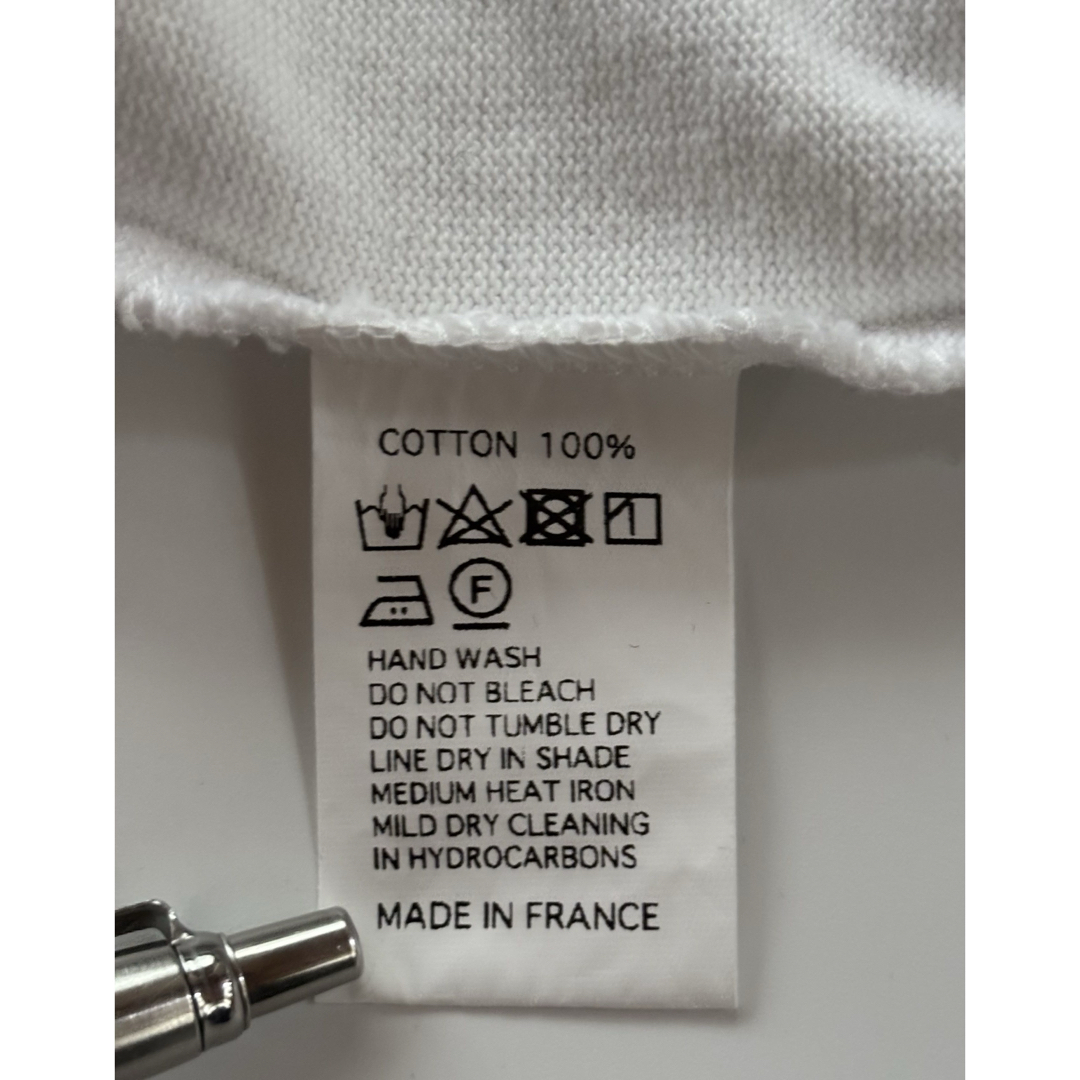 COTTON 100%
F
HAND WASH
DO NOT BLEACH
DO NOT TUMBLE DRY
LINE DRY IN SHADE
MEDIUM HEAT IRON
MILD DRY CLEANING
IN HYDROCARBONS
MADE IN FRANCE